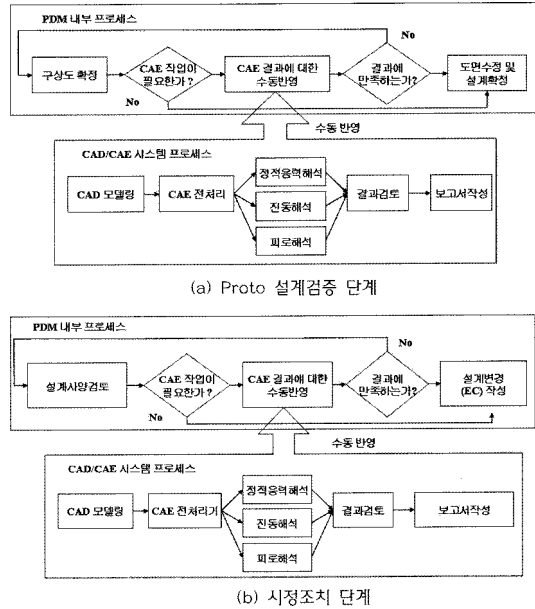 PDM 내부 프로세스
No
구상도 확정
CAE 작업이
필요한가 ?
CAE 결과에 대한
수동반영
결과에
만족하는가?
도면수정 및
설계확정
No
수동 반영
CAD/CAE 시스템 프로세스
CAD 모델링
CAE 전처리
정적응력해석
진동해석
피로해석
결과검토
보고서작성
(a) Proto 설계검증 단계
PDM 내부 프로세스
No
설계사양검토
CAE 작업이
필요한가 ?
CAE 결과에 대한
수동반영
결과에
만족하는가?
설계변경
(EC) 작성
No
수동 반영
CAD/CAE 시스템 프로세스
CAD 모델링
CAE 전처리기
정적응력해석
진동해석
피로해석
결과검토
보고서작성
(b) 시정조치 단계